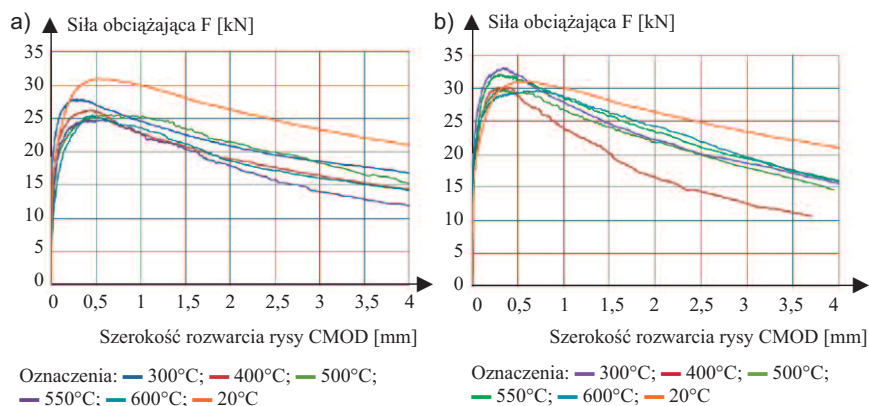 a) Siła obciążająca F [kN]
35
30
25
20
15
10
5
0
0 0,5 1 1,5 2 2,5 3 3,5 4
Szerokość rozwarcia rysy CMOD [mm]
Oznaczenia: 300°C; 400°C; 500°C;
550°C; 600°C; 20°C
b) Siła obciążająca F [kN]
35
30
25
20
15
10
5
0
0 0,5 1 1,5 2 2,5 3 3,5 4
Szerokość rozwarcia rysy CMOD [mm]
Oznaczenia: 300°C; 400°C; 500°C;
550°C; 600°C; 20°C